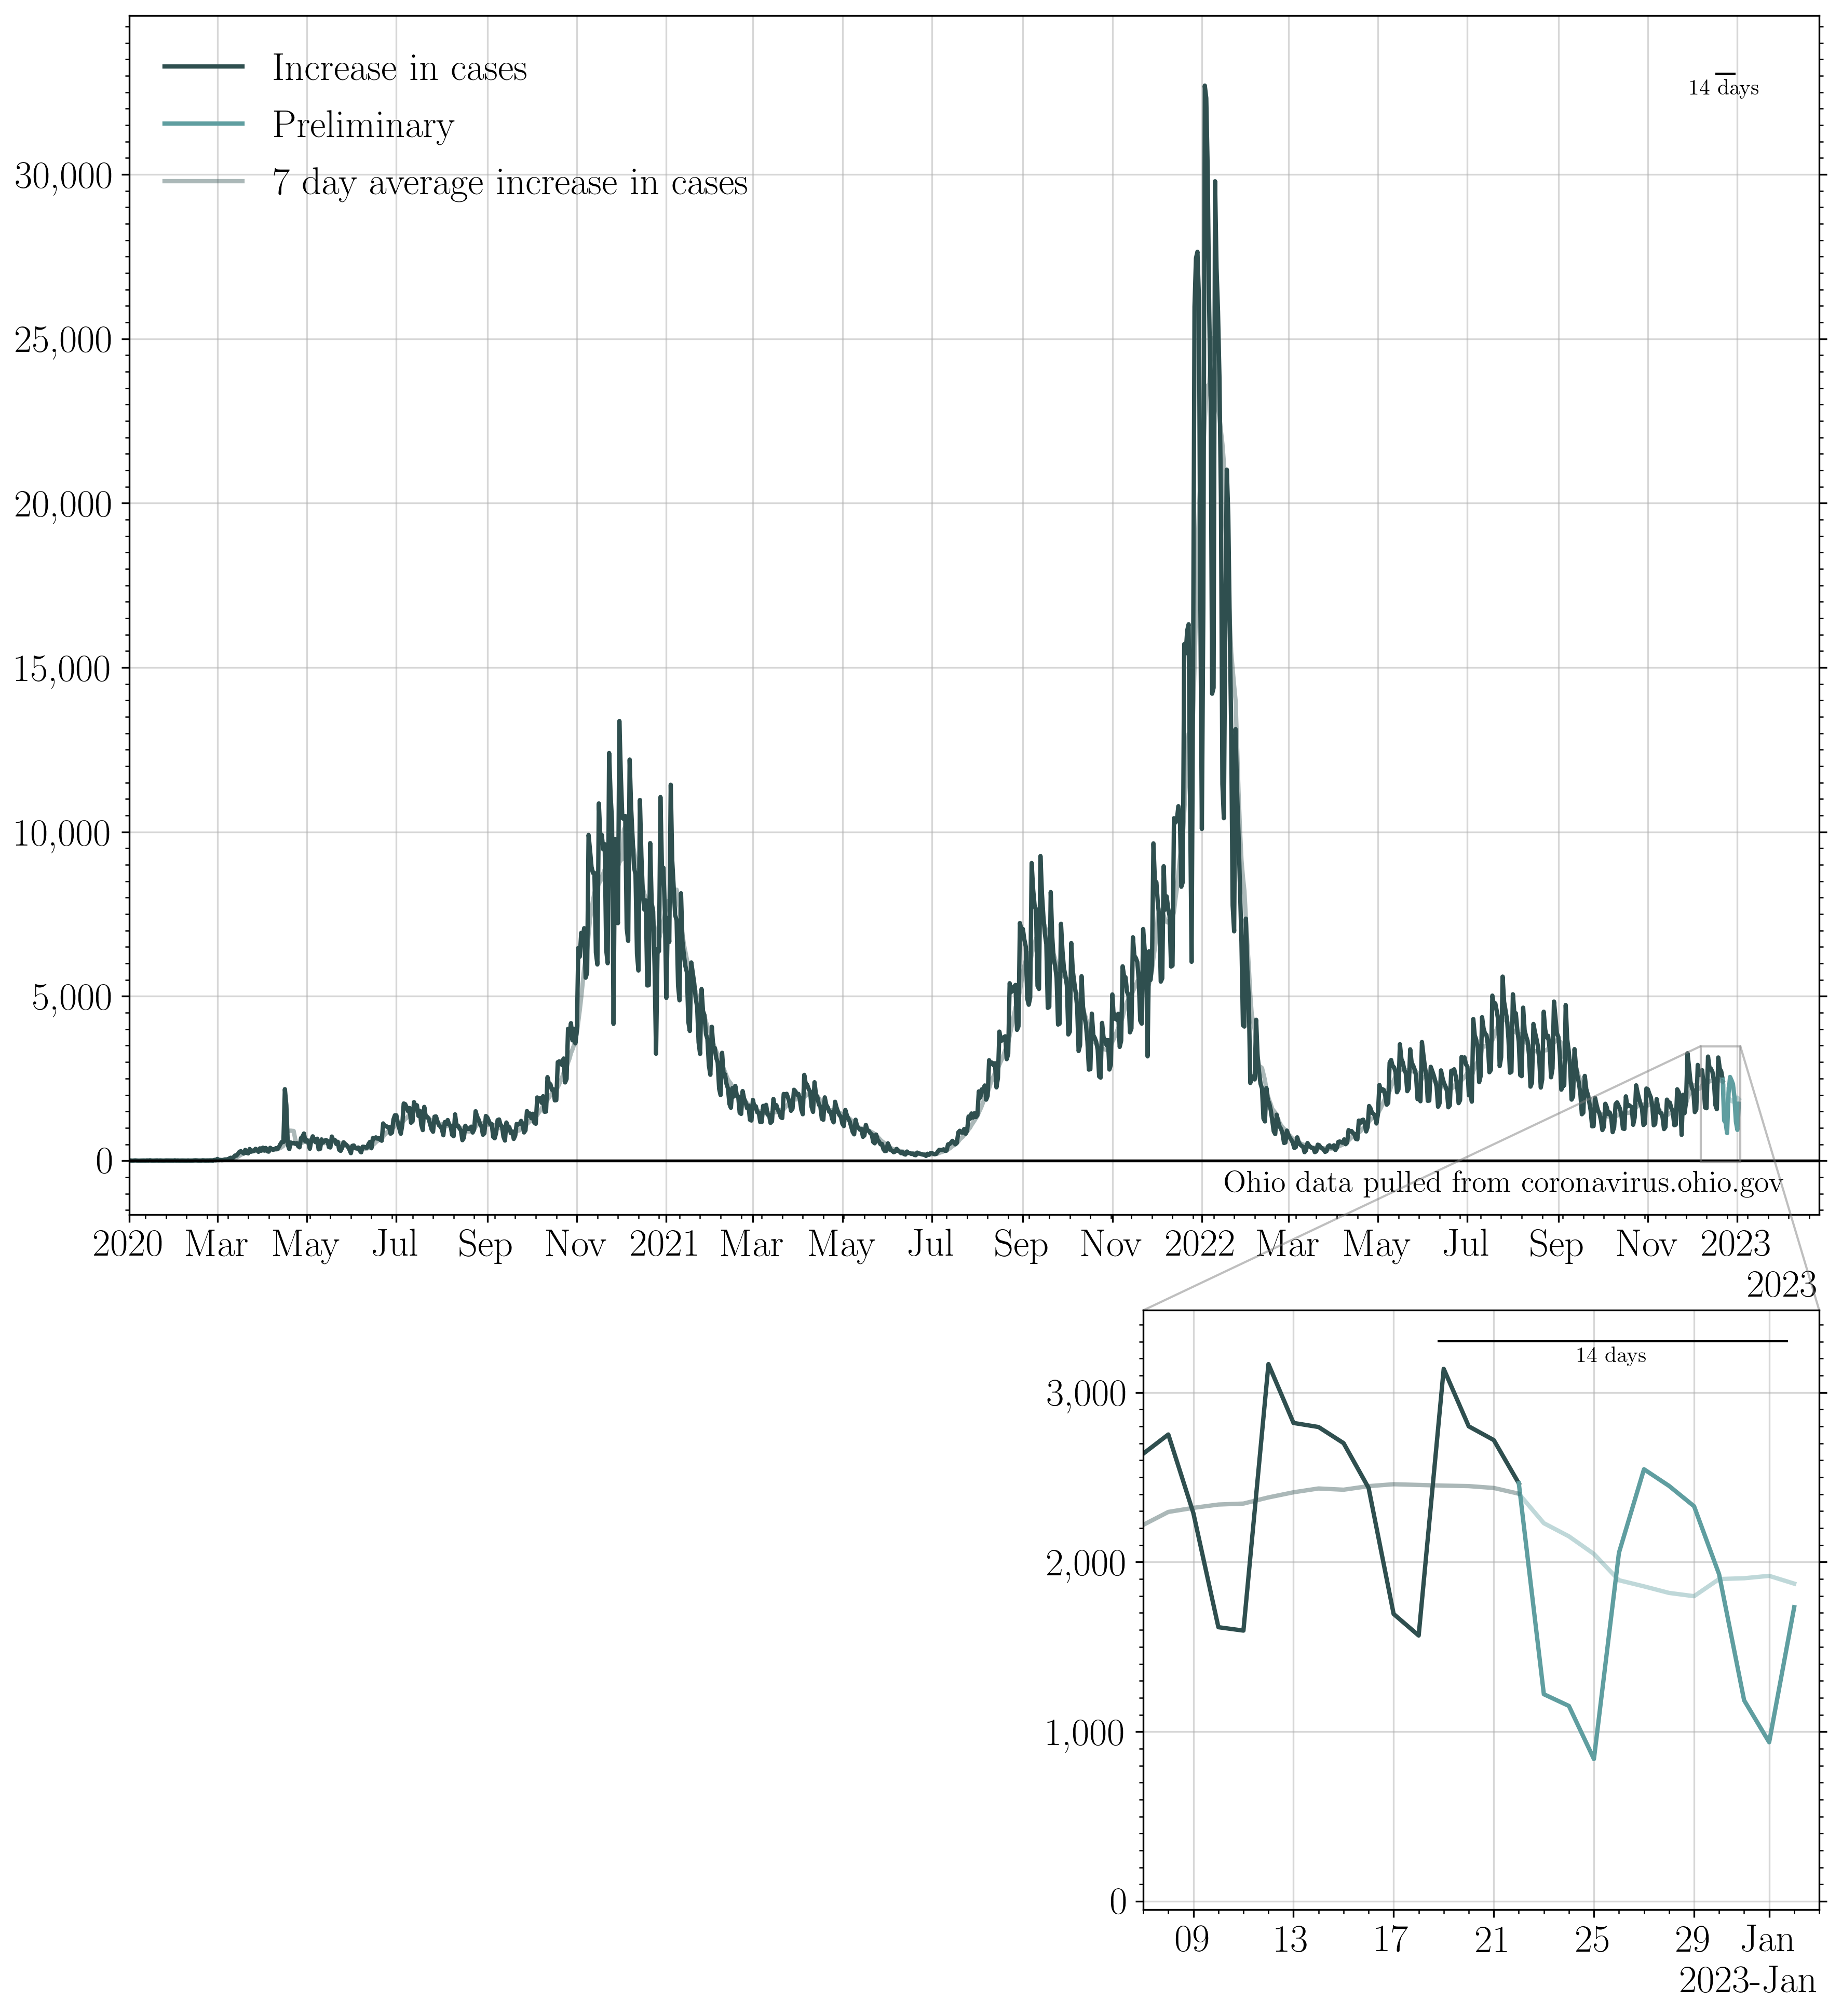 Increase in cases
Preliminary
7 day average increase in cases
14 days
30,000
25,000
20,000
15,000
10,000
5,000
0
Ohio data pulled from coronavirus.ohio.gov
2020 Mar May Jul Sep Nov 2021 Mar May Jul Sep Nov 2022 Mar May Jul Sep Nov 2023
2023
14 days
3,000
2,000
1,000
0
09 13 17 21 25 29 Jan
2023-Jan